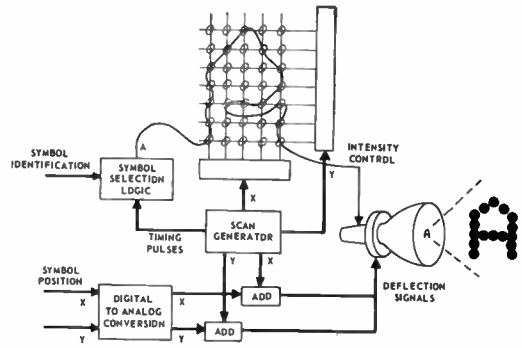 A
SYMBOL
IDENTIFICATION
SYMBOL
SELECTION
LOGIC
INTENSITY
CONTROL
X
Y
TIMING
PULSES
SCAN
GENERATOR
A
A
Y
X
SYMBOL
POSITION
X
Y
DIGITAL
TO ANALOG
CONVERSION
X
Y
ADD
ADD
DEFLECTION
SIGNALS